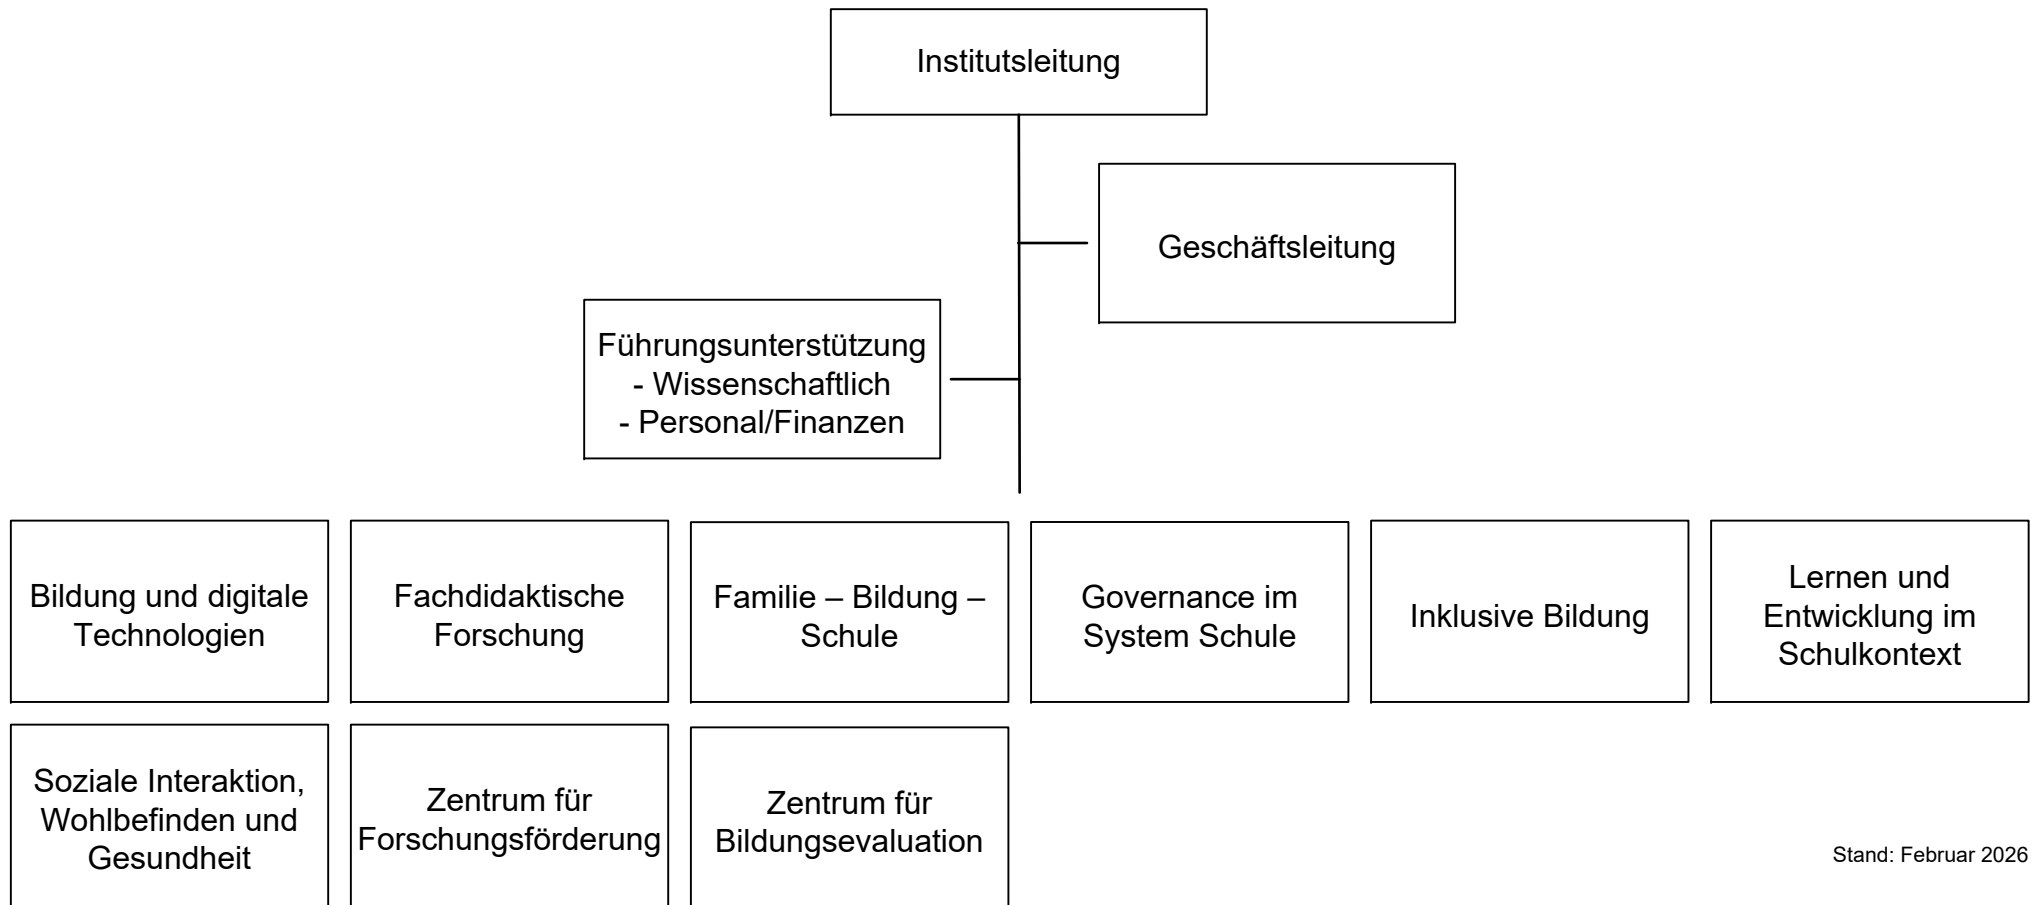 Institutsleitung
Geschäftsleitung
Führungsunterstützung
- Wissenschaftlich
- Personal/Finanzen
Bildung und digitale
Technologien
Fachdidaktische
Forschung
Familie – Bildung –
Schule
Governance im
System Schule
Inklusive Bildung
Lernen und
Entwicklung im
Schulkontext
Soziale Interaktion,
Wohlbefinden und
Gesundheit
Zentrum für
Forschungsförderung
Zentrum für
Bildungsevaluation
Stand: Februar 2026